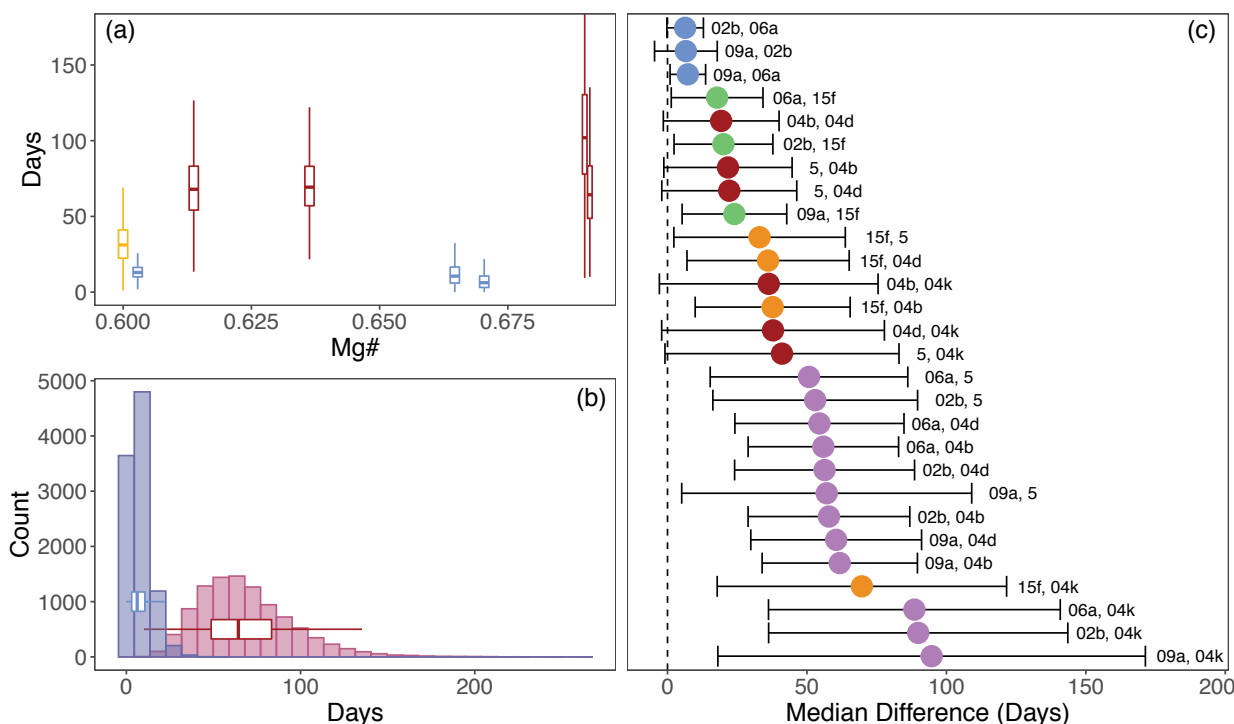 (a)
150
100
50
0
Days
0.600 0.625 0.650 0.675
Mg#
(b)
5000
4000
3000
2000
1000
0
Count
0 100 200
Days
(c)
02b, 06a
09a, 02b
09a, 06a
06a, 15f
04b, 04d
02b, 15f
5, 04b
5, 04d
09a, 15f
15f, 5
15f, 04d
04b, 04k
15f, 04b
04d, 04k
5, 04k
06a, 5
02b, 5
06a, 04d
06a, 04b
02b, 04d
09a, 5
02b, 04b
09a, 04d
09a, 04b
15f, 04k
06a, 04k
02b, 04k
09a, 04k
0 50 100 150 200
Median Difference (Days)